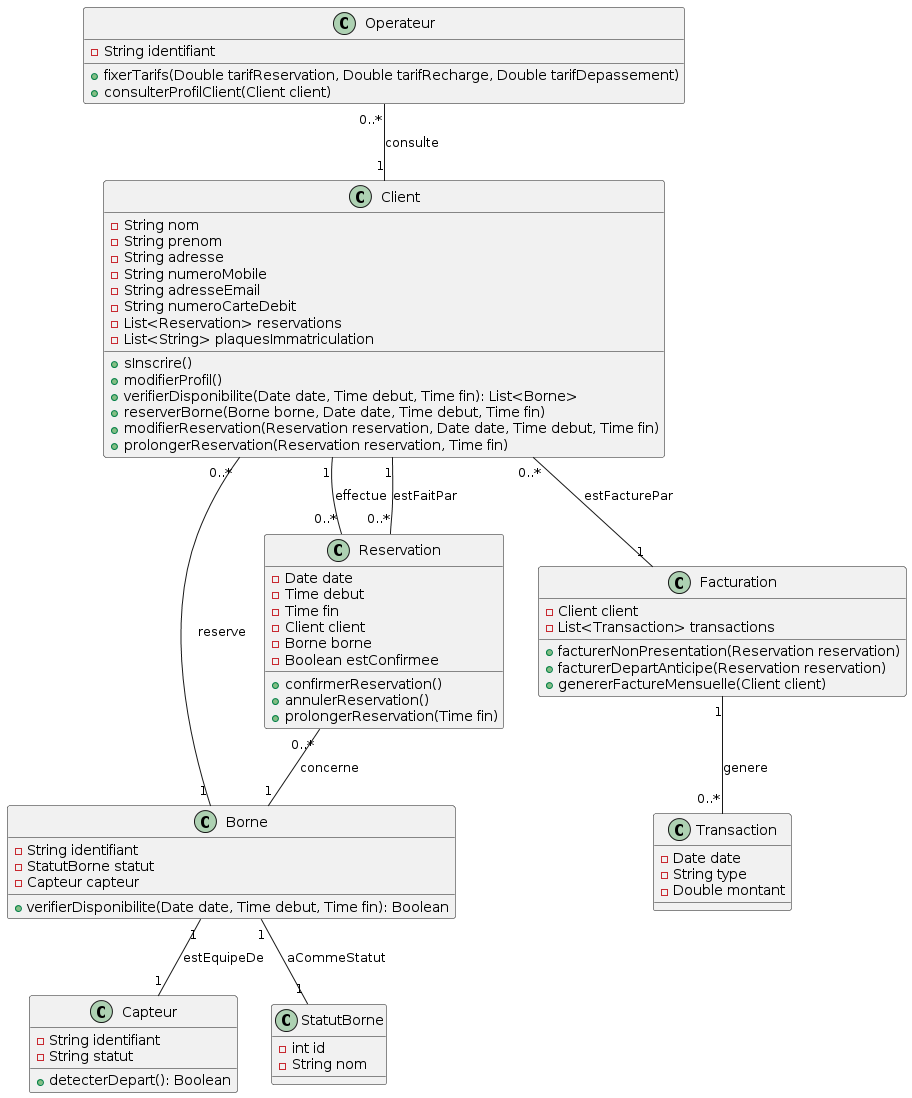 C Operateur
String identifiant
fixerTarifs(Double tarifReservation, Double tarifRecharge, Double tarifDepassement)
consulterProfilClient(Client client)
0..*
consulte
1
C Client
String nom
String prenom
String adresse
String numeroMobile
String adresseEmail
String numeroCarteDebit
List<Reservation> reservations
List<String> plaquesImmatriculation
sInscrire()
modifierProfil()
verifierDisponibilite(Date date, Time debut, Time fin): List<Borne>
reserverBorne(Borne borne, Date date, Time debut, Time fin)
modifierReservation(Reservation reservation, Date date, Time debut, Time fin)
prolongerReservation(Reservation reservation, Time fin)
0..* 1 1 0..*
effectue estFaitPar estFacturePar
0..* 0..*
1
C Reservation
Date date
Time debut
Time fin
Client client
Borne borne
Boolean estConfirmee
confirmerReservation()
annulerReservation()
prolongerReservation(Time fin)
C Facturation
Client client
List<Transaction> transactions
facturerNonPresentation(Reservation reservation)
facturerDepartAnticipe(Reservation reservation)
genererFactureMensuelle(Client client)
reserve
0..*
concerne
1 1
1
genere
0..*
C Borne
String identifiant
StatutBorne statut
Capteur capteur
verifierDisponibilite(Date date, Time debut, Time fin): Boolean
C Transaction
Date date
String type
Double montant
1 1
estEquipeDe aCommeStatut
1 1
C Capteur
String identifiant
String statut
detecterDepart(): Boolean
C StatutBorne
int id
String nom